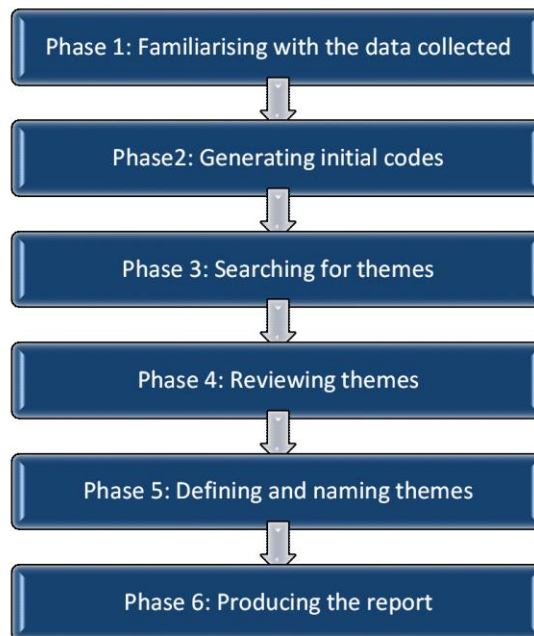 Phase 1: Familiarising with the data collected
Phase2: Generating initial codes
Phase 3: Searching for themes
Phase 4: Reviewing themes
Phase 5: Defining and naming themes
Phase 6: Producing the report